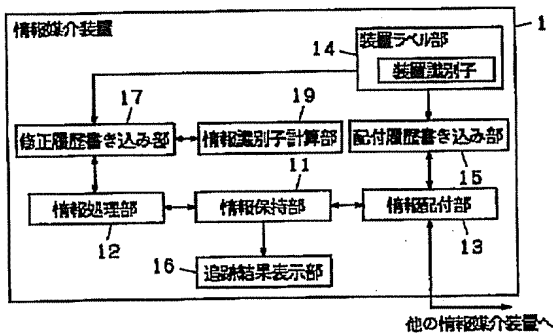 情報媒介装置
1
14
装置ラベル部
装置識別子
17
19
修正履歴書き込み部
情報識別子計算部
配付履歴書き込み部
11
15
情報処理部
情報保持部
情報配付部
12
13
16
追跡結果表示部
他の情報媒介装置へ